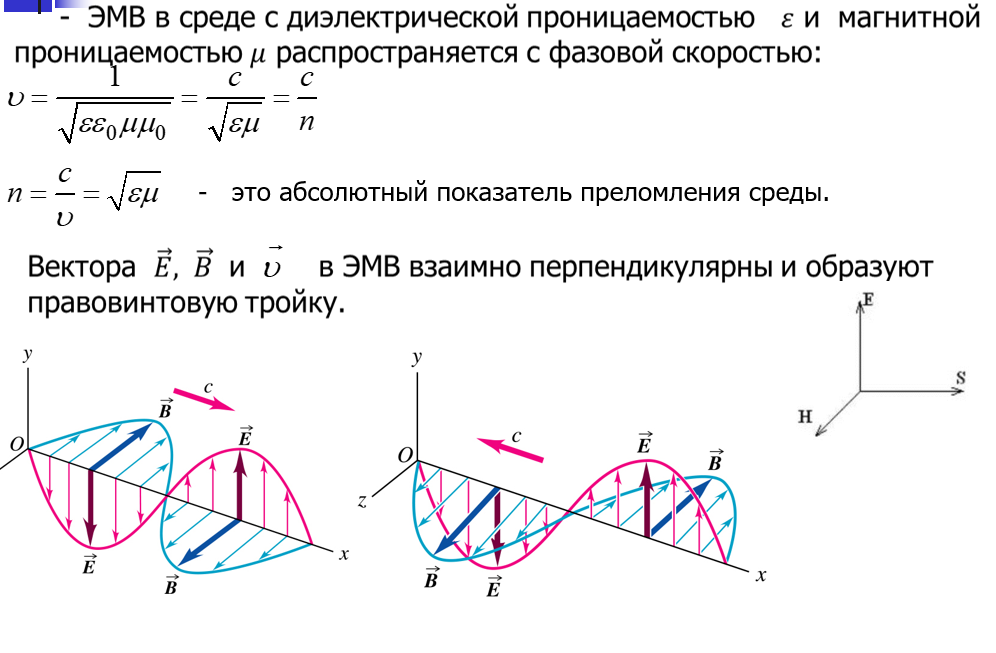 - ЭМВ в среде с диэлектрической проницаемостью ε и магнитной
проницаемостью μ распространяется с фазовой скоростью:
υ = 1/√(εε₀μμ₀) = c/√(εμ) = c/n
n = c/υ = √(εμ) - это абсолютный показатель преломления среды.
Вектора E⃗, B⃗ и υ⃗ в ЭМВ взаимно перпендикулярны и образуют
правовинтовую тройку.
E
S
H
y
c
B⃗
E⃗
O
x
E⃗
B⃗
y
c
E⃗
B⃗
O
z
x
B⃗
E⃗